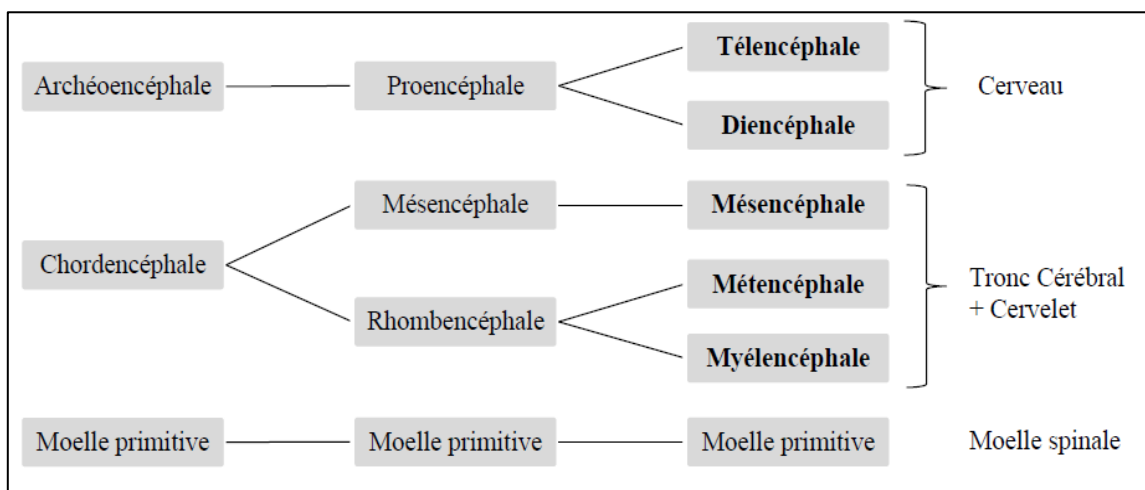 Télencéphale
Archéoencéphale
Proencéphale
Cerveau
Diencéphale
Mésencéphale
Mésencéphale
Chordencéphale
Métencéphale
Tronc Cérébral
+ Cervelet
Rhombencéphale
Myélencéphale
Moelle primitive
Moelle primitive
Moelle primitive
Moelle spinale